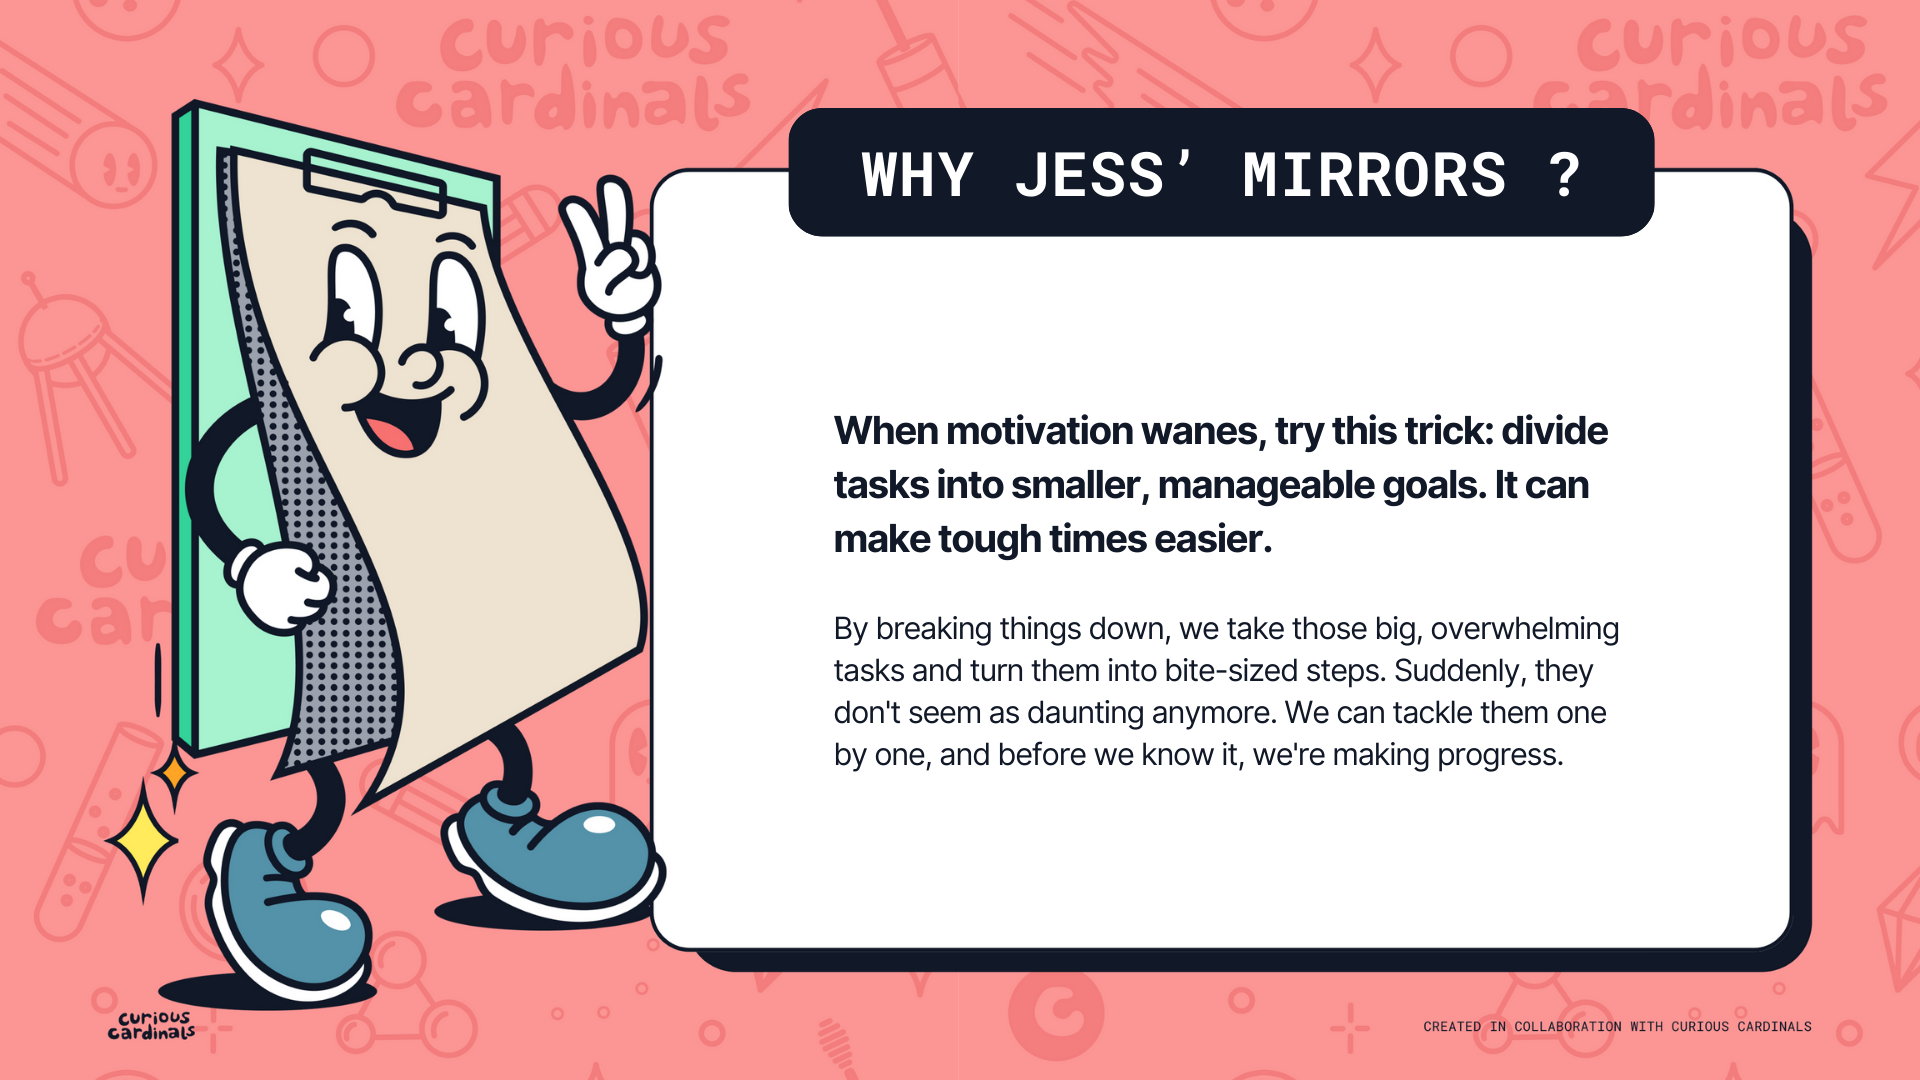 curious
cardinals
curious
cardinals
WHY JESS’ MIRRORS ?
When motivation wanes, try this trick: divide
tasks into smaller, manageable goals. It can
make tough times easier.
By breaking things down, we take those big, overwhelming
tasks and turn them into bite-sized steps. Suddenly, they
don't seem as daunting anymore. We can tackle them one
by one, and before we know it, we're making progress.
cu
car
curious
cardinals
CREATED IN COLLABORATION WITH CURIOUS CARDINALS